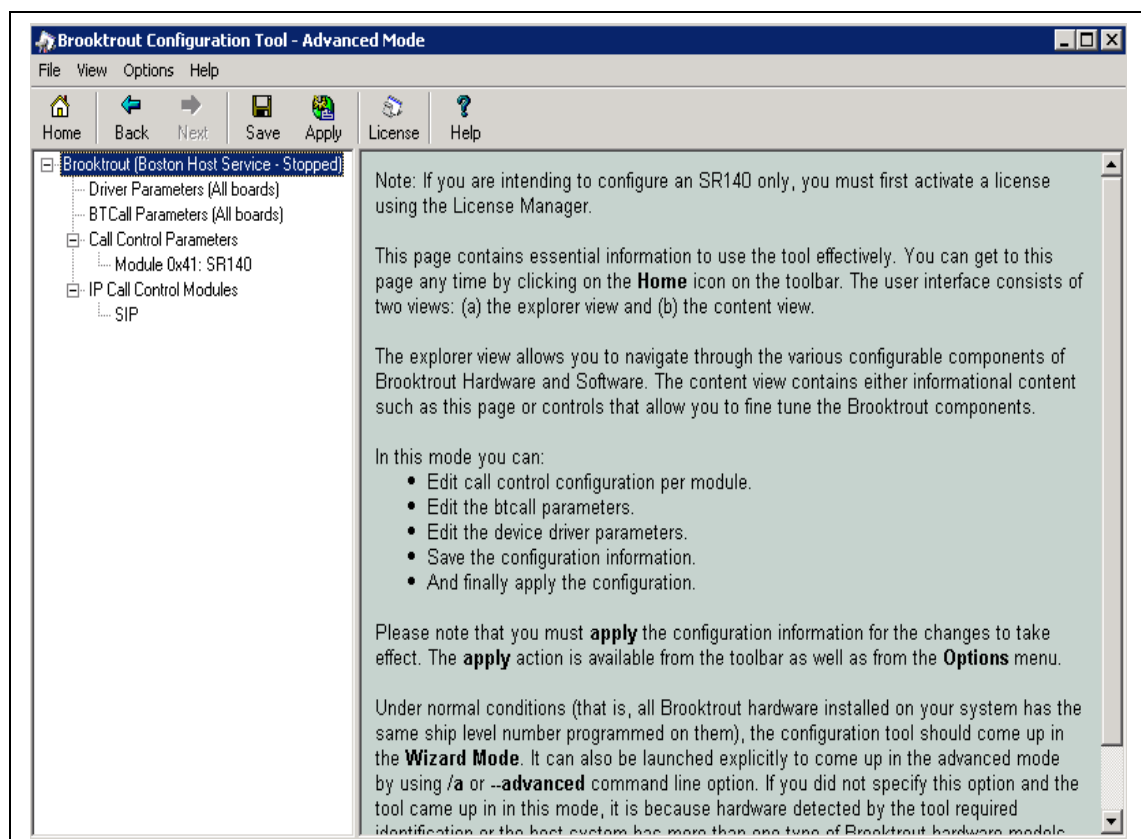 Brooktrout Configuration Tool - Advanced Mode
File View Options Help
Home Back Next Save Apply License Help
Brooktrout (Boston Host Service - Stopped)
Driver Parameters (All boards)
BTCall Parameters (All boards)
Call Control Parameters
Module 0x41: SR140
IP Call Control Modules
SIP
Note: If you are intending to configure an SR140 only, you must first activate a license
using the License Manager.
This page contains essential information to use the tool effectively. You can get to this
page any time by clicking on the Home icon on the toolbar. The user interface consists of
two views: (a) the explorer view and (b) the content view.
The explorer view allows you to navigate through the various configurable components of
Brooktrout Hardware and Software. The content view contains either informational content
such as this page or controls that allow you to fine tune the Brooktrout components.
In this mode you can:
• Edit call control configuration per module.
• Edit the btcall parameters.
• Edit the device driver parameters.
• Save the configuration information.
• And finally apply the configuration.
Please note that you must apply the configuration information for the changes to take
effect. The apply action is available from the toolbar as well as from the Options menu.
Under normal conditions (that is, all Brooktrout hardware installed on your system has the
same ship level number programmed on them), the configuration tool should come up in
the Wizard Mode. It can also be launched explicitly to come up in the advanced mode
by using /a or --advanced command line option. If you did not specify this option and the
tool came up in in this mode, it is because hardware detected by the tool required
identification or the host system has more than one type of Brooktrout hardware models